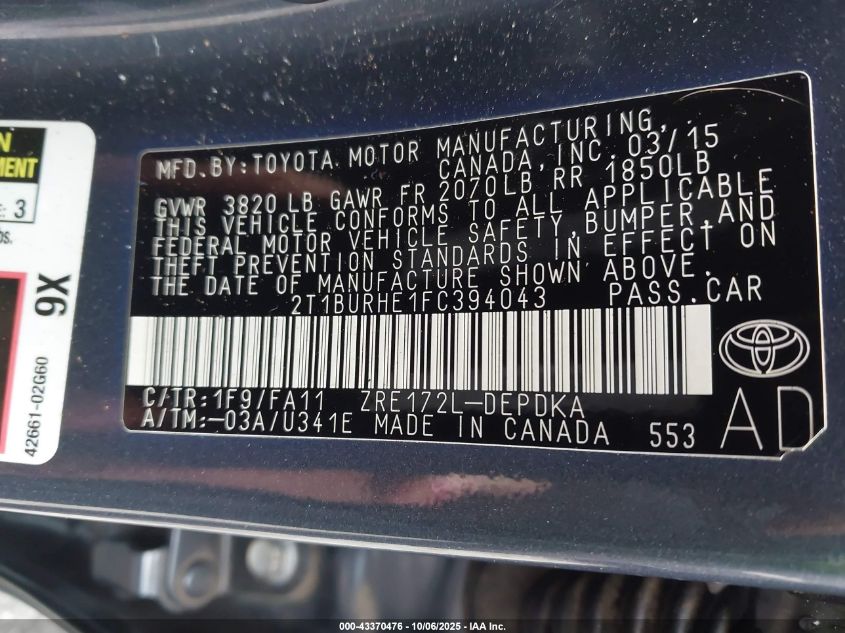 MFD.BY:TOYOTA MOTOR MANUFACTURING,
CANADA, INC. 03/15
GVWR 3820 LB GAWR FR 2070LB RR 1850LB
THIS VEHICLE CONFORMS TO ALL APPLICABLE
FEDERAL MOTOR VEHICLE SAFETY,BUMPER,AND
THEFT PREVENTION STANDARDS IN EFFECT ON
THE DATE OF MANUFACTURE SHOWN ABOVE.
2T1BURHE1FC394043 PASS.CAR
C/TR:1F9/FA11 ZRE172L-DEPDKA
A/TM:-03A/U341E MADE IN CANADA 553
AD
3
9X
42661-02G60
000-43370476 - 10/06/2025 - IAA Inc.